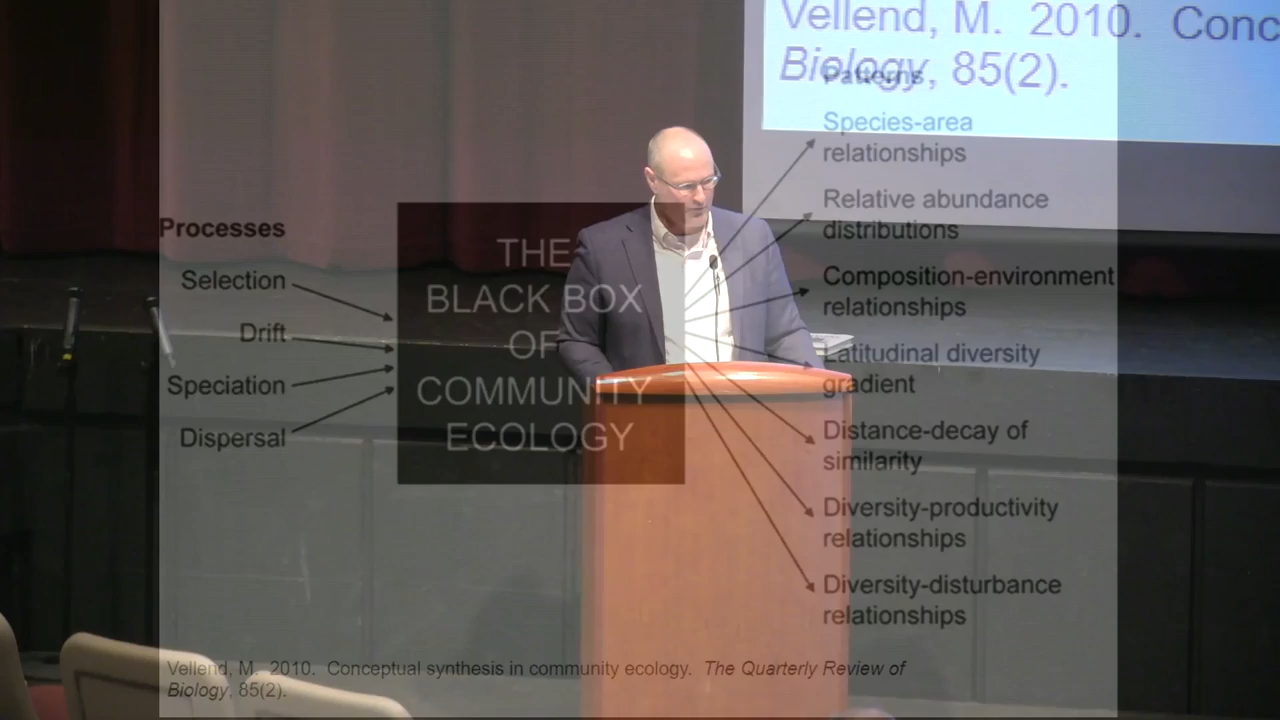 Vellend, M. 2010. Conc
Biology, 85(2).
Processes
Selection
Drift
Speciation
Dispersal
THE
BLACK BOX
OF
COMMUNITY
ECOLOGY
Patterns
Species-area
relationships
Relative abundance
distributions
Composition-environment
relationships
Latitudinal diversity
gradient
Distance-decay of
similarity
Diversity-productivity
relationships
Diversity-disturbance
relationships
Vellend, M. 2010. Conceptual synthesis in community ecology. The Quarterly Review of
Biology, 85(2).